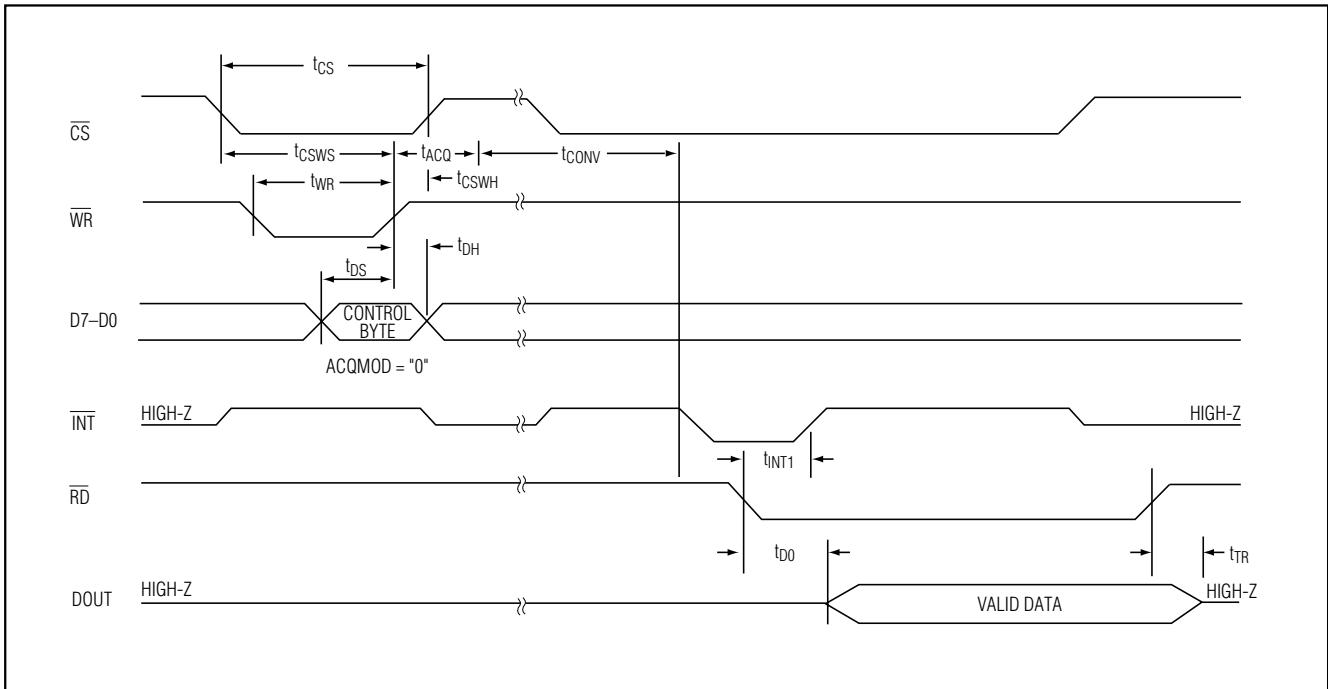 tCS
CS
tCSWS
tACQ
tCONV
tWR
tCSWH
WR
tDH
tDS
D7–D0
CONTROL
BYTE
ACQMOD = "0"
INT
HIGH-Z
HIGH-Z
tINT1
RD
tD0
tTR
DOUT
HIGH-Z
VALID DATA
HIGH-Z